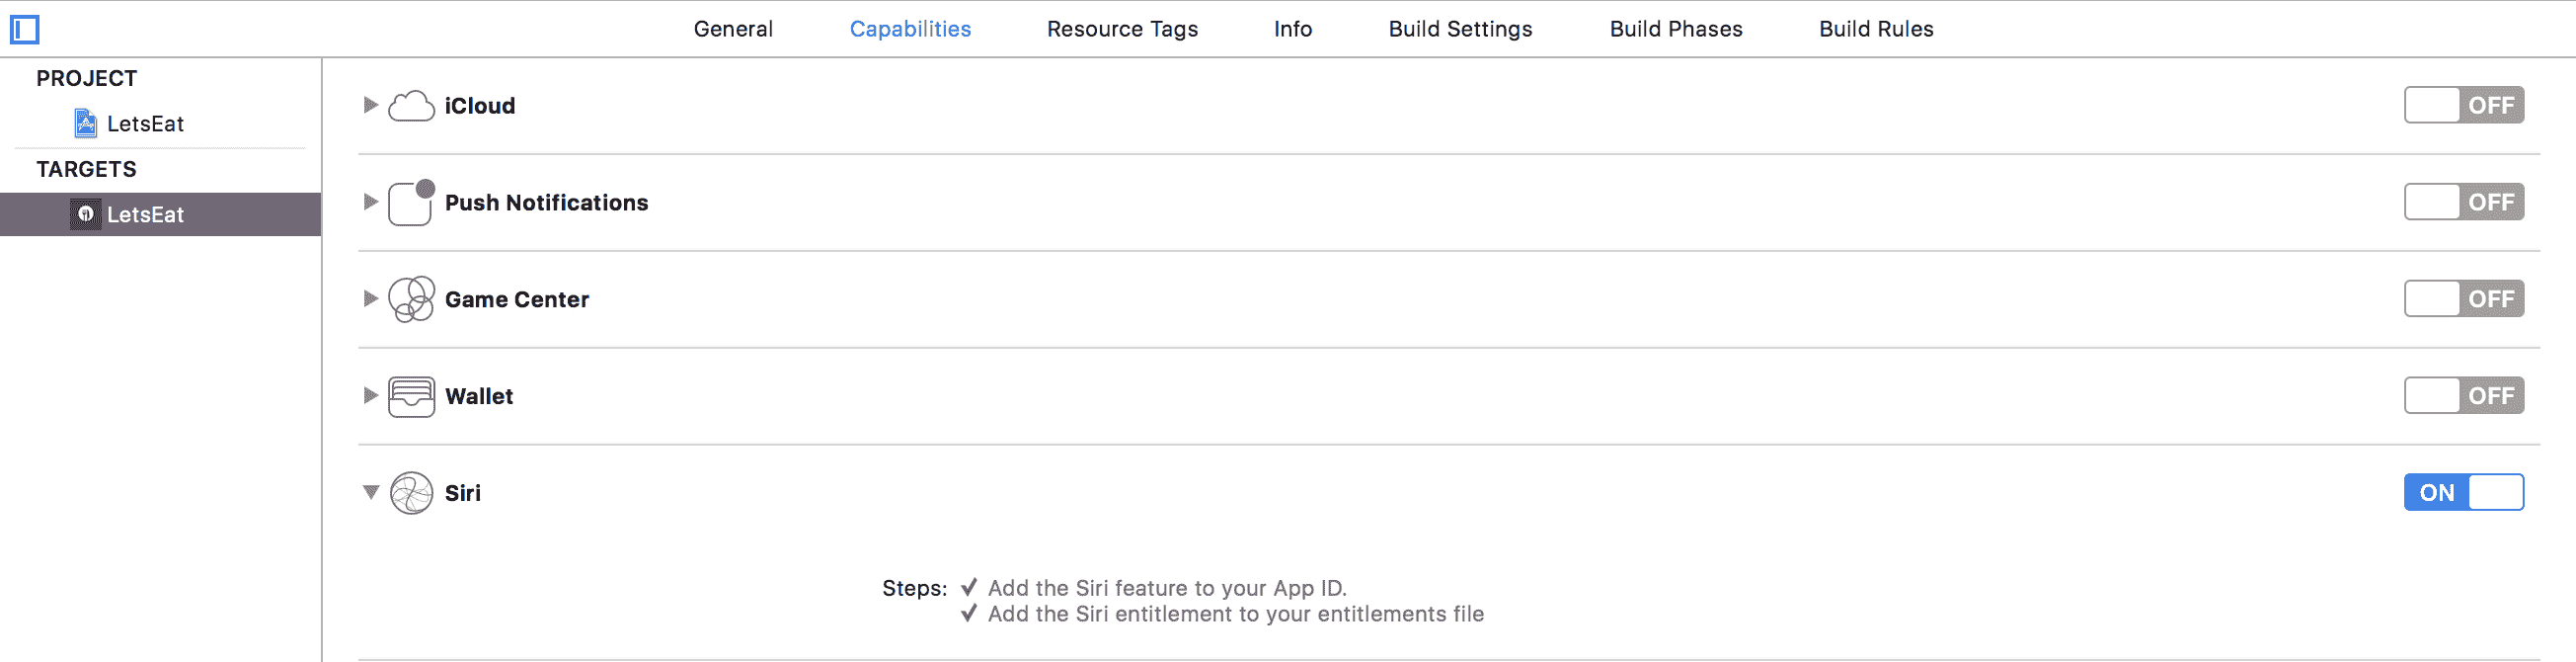 General Capabilities Resource Tags Info Build Settings Build Phases Build Rules
PROJECT
LetsEat
TARGETS
LetsEat
iCloud OFF
Push Notifications OFF
Game Center OFF
Wallet OFF
Siri ON
Steps: ✓ Add the Siri feature to your App ID.
✓ Add the Siri entitlement to your entitlements file